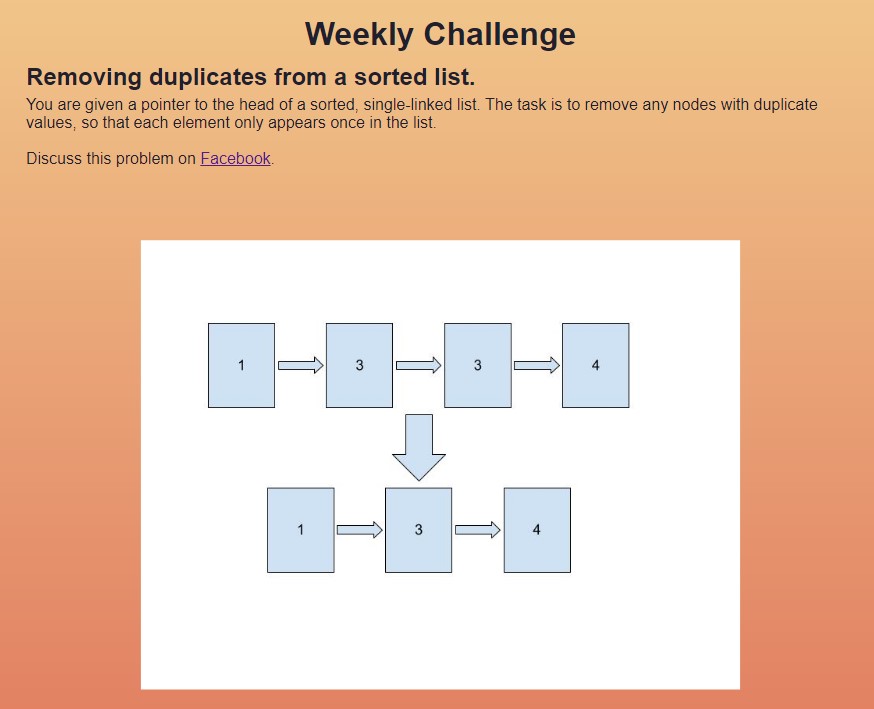 Weekly Challenge
Removing duplicates from a sorted list.
You are given a pointer to the head of a sorted, single-linked list. The task is to remove any nodes with duplicate
values, so that each element only appears once in the list.
Discuss this problem on Facebook.
1 3 3 4
1 3 4